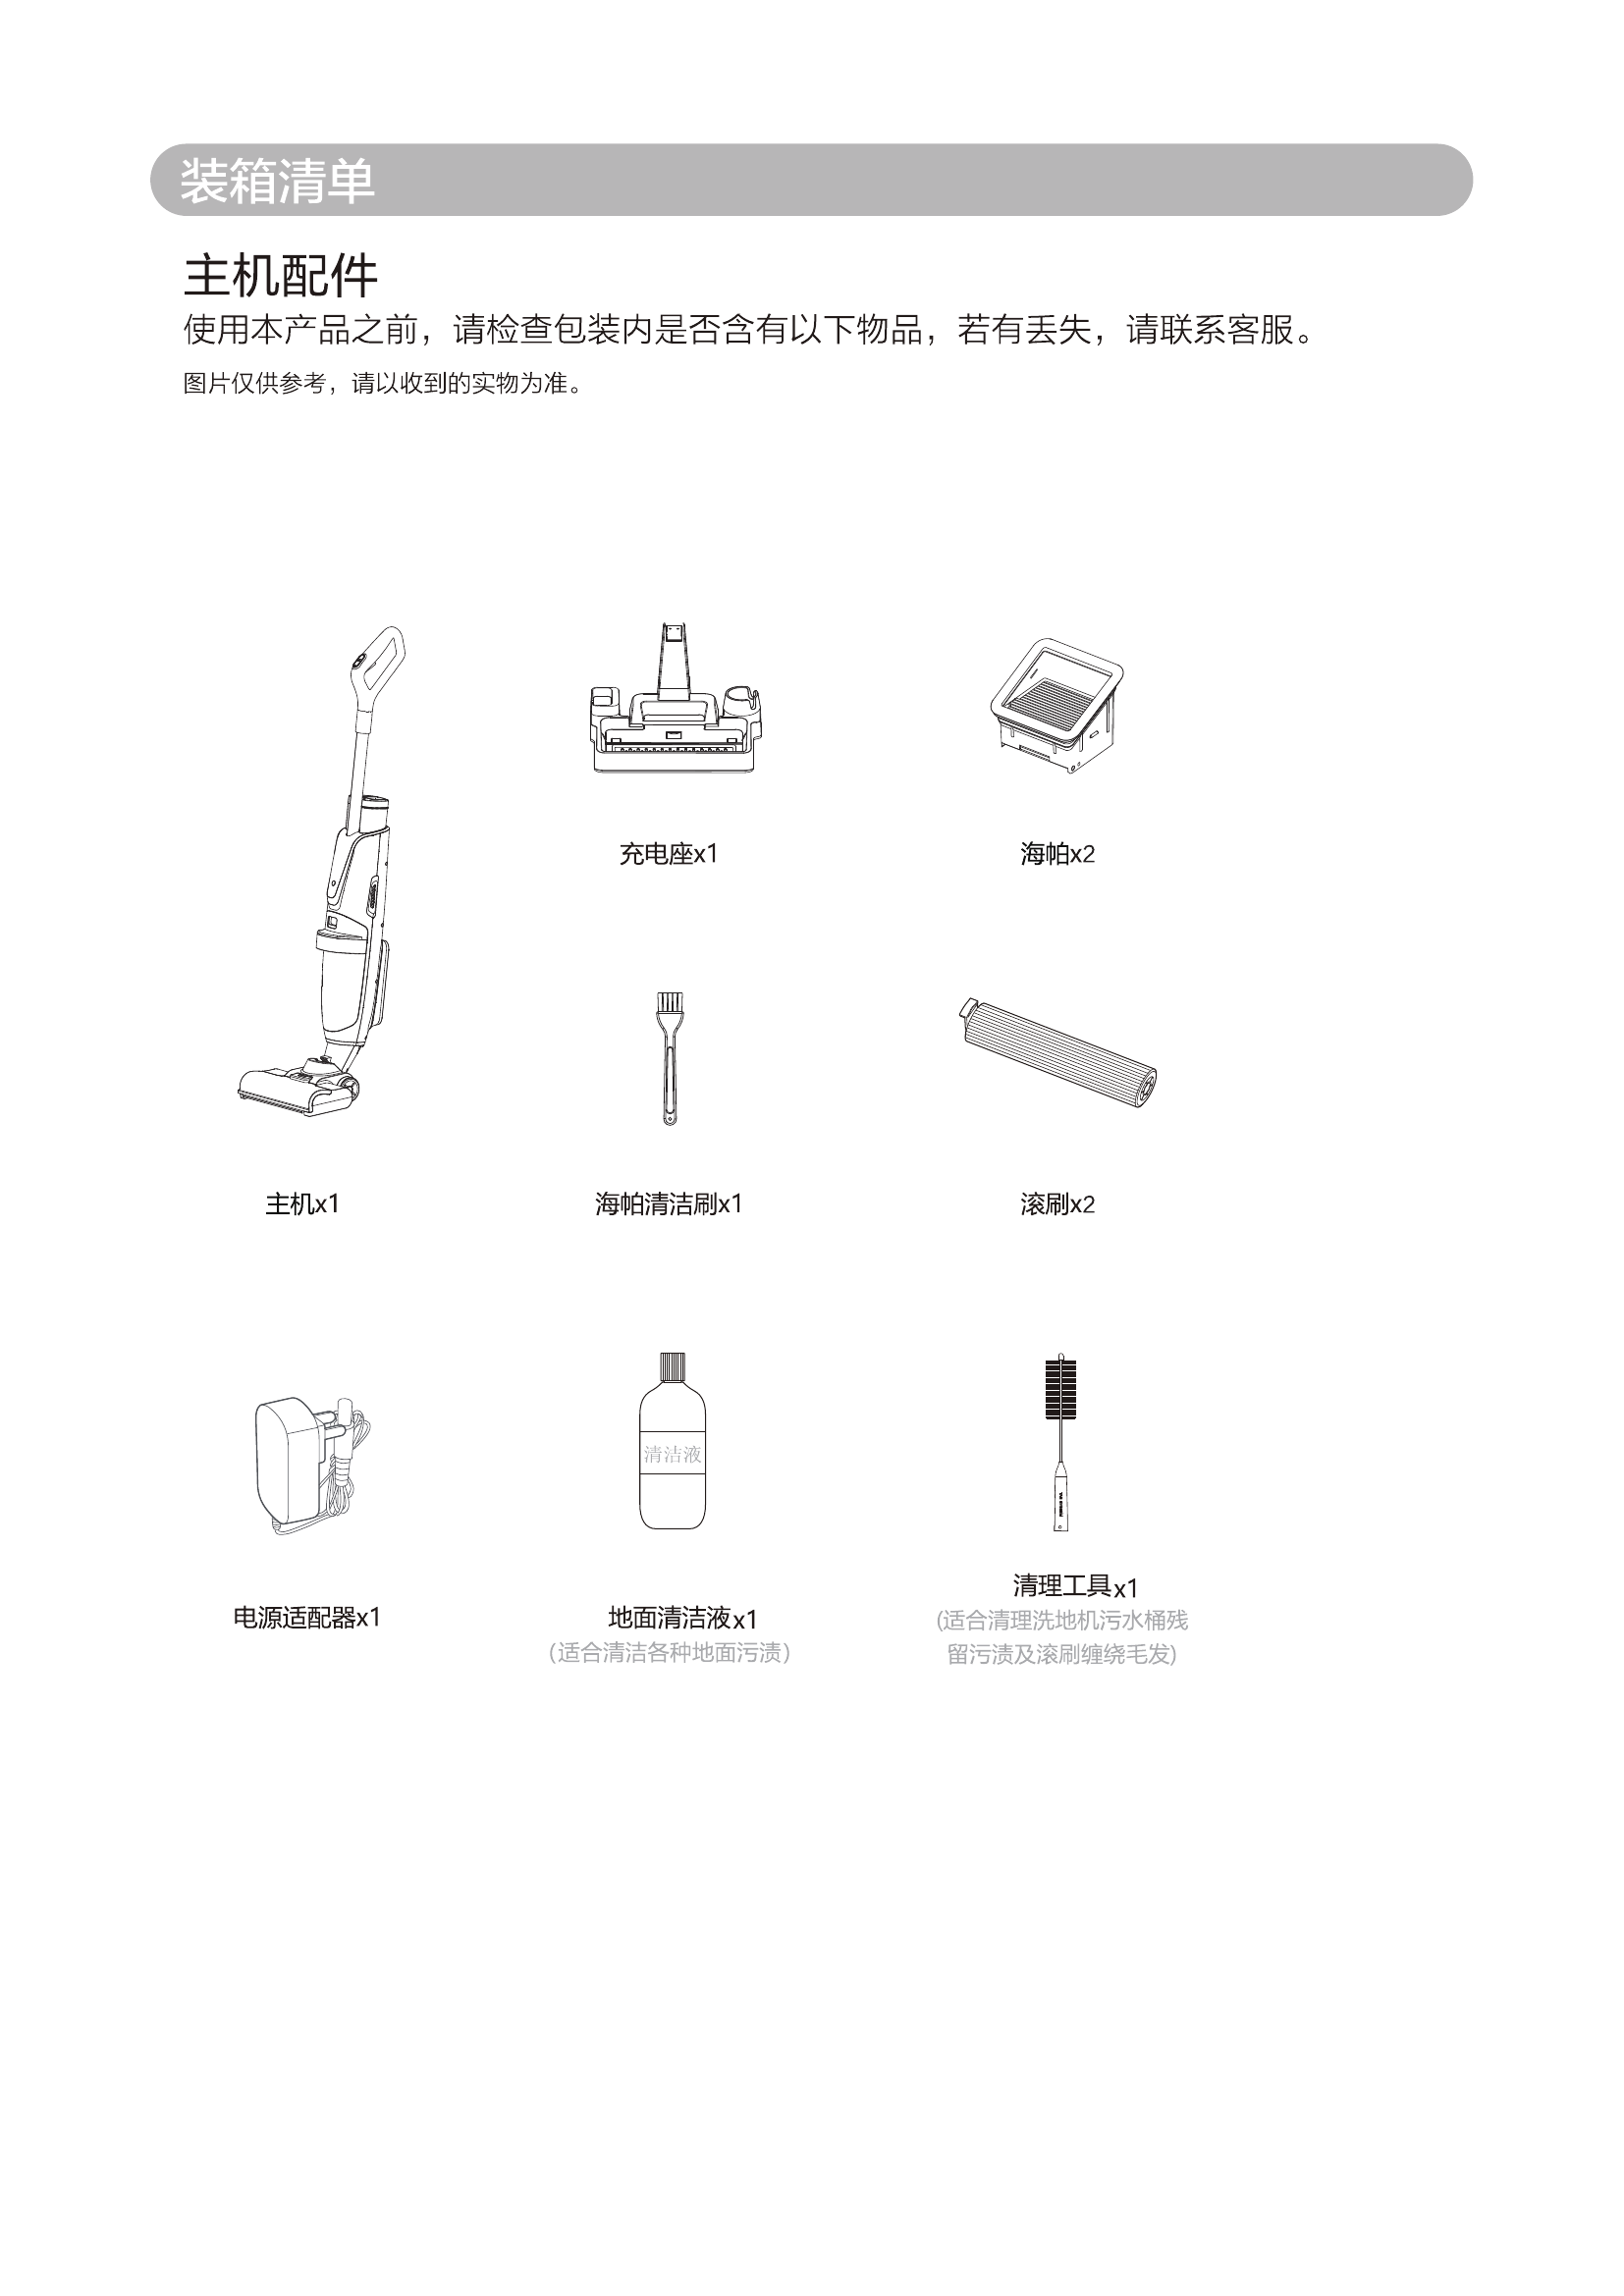 装箱清单
主机配件
使用本产品之前，请检查包装内是否含有以下物品，若有丢失，请联系客服。
图片仅供参考，请以收到的实物为准。
充电座x1
海帕x2
主机x1
海帕清洁刷x1
滚刷x2
清洁液
电源适配器x1
地面清洁液x1
（适合清洁各种地面污渍）
清理工具x1
(适合清理洗地机污水桶残
留污渍及滚刷缠绕毛发)